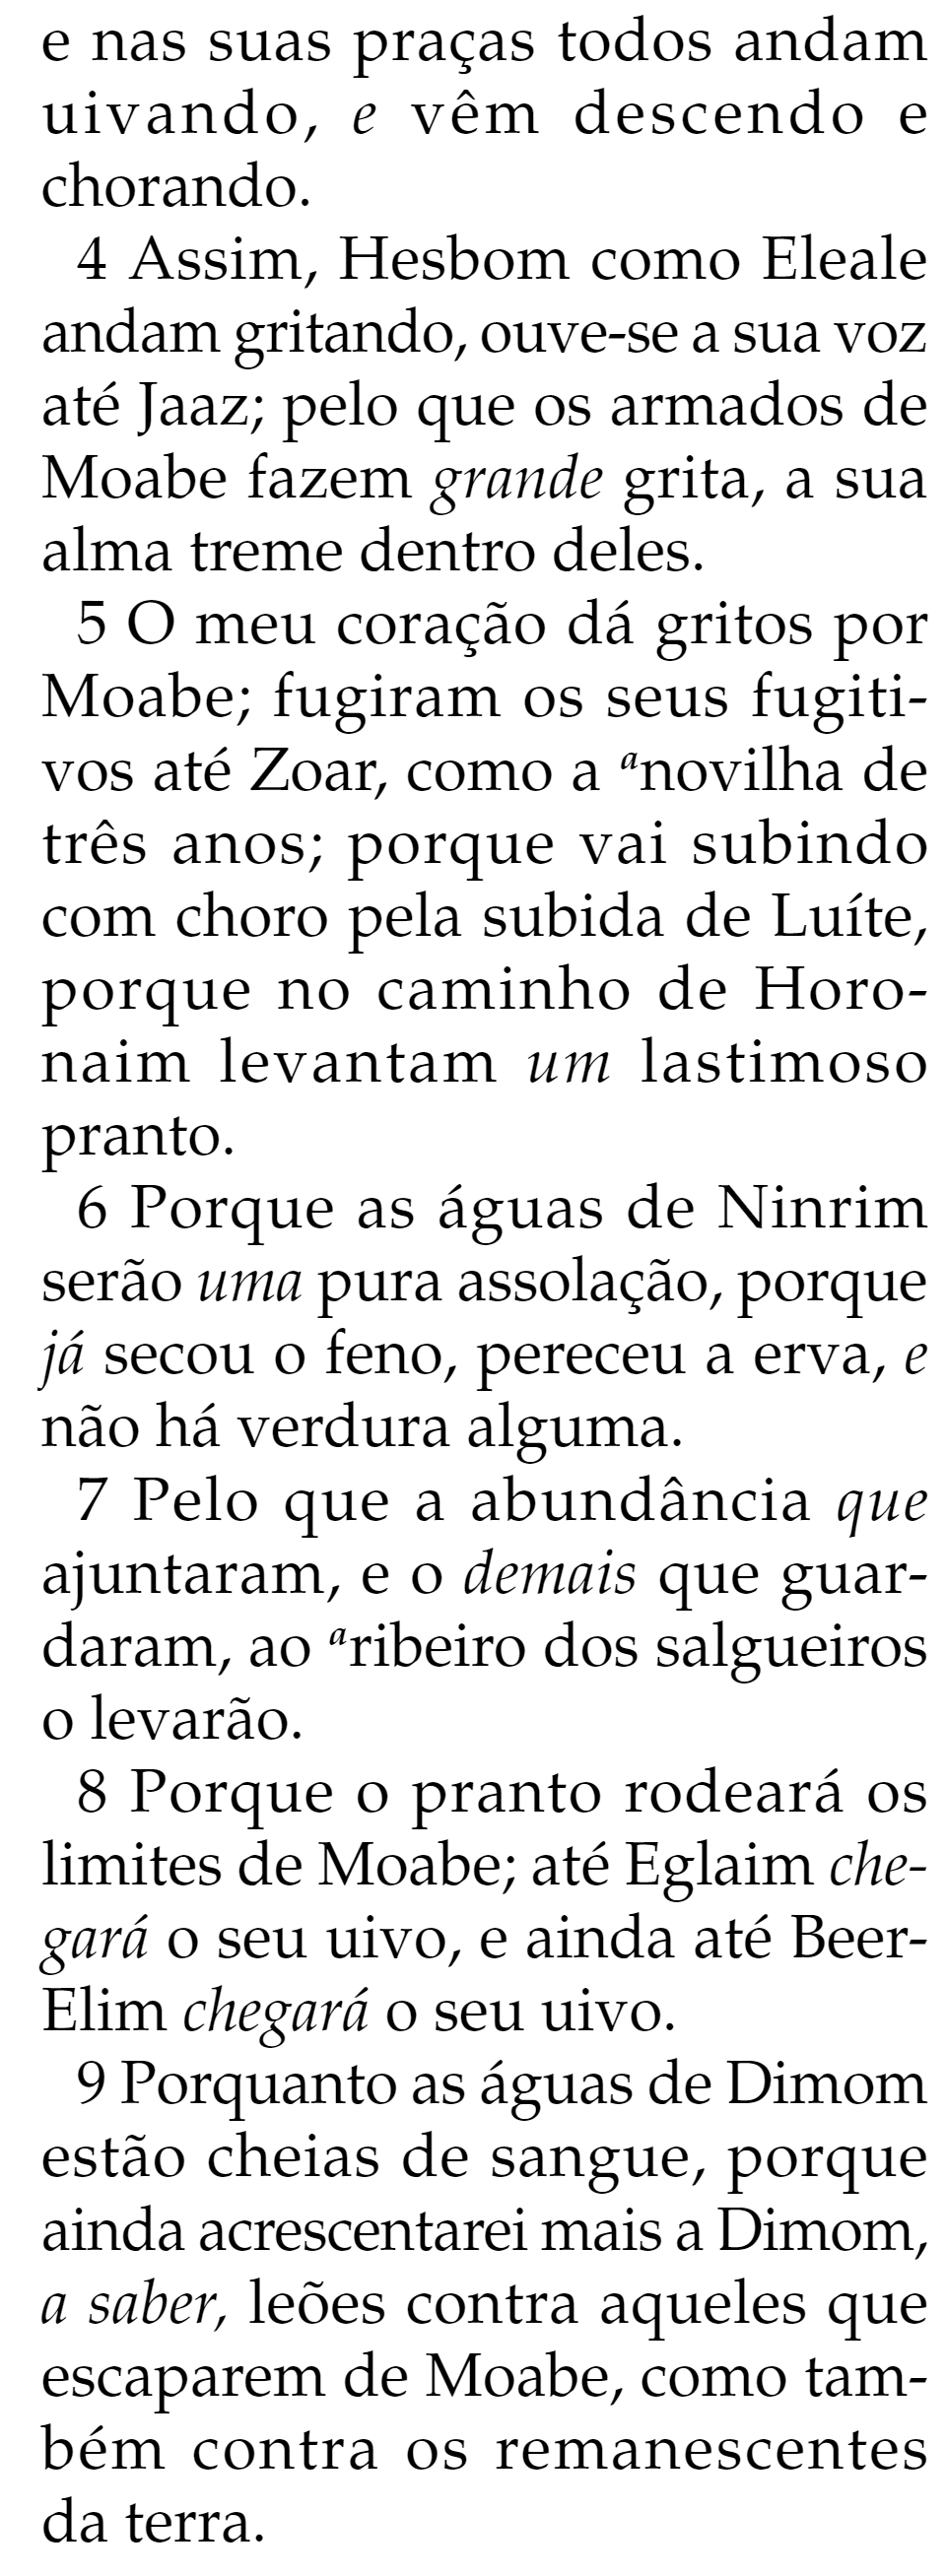 e nas suas praças todos andam
uivando, e vêm descendo e
chorando.
4 Assim, Hesbom como Eleale
andam gritando, ouve-se a sua voz
até Jaaz; pelo que os armados de
Moabe fazem grande grita, a sua
alma treme dentro deles.
5 O meu coração dá gritos por
Moabe; fugiram os seus fugiti-
vos até Zoar, como a ᵃnovilha de
três anos; porque vai subindo
com choro pela subida de Luíte,
porque no caminho de Horo-
naim levantam um lastimoso
pranto.
6 Porque as águas de Ninrim
serão uma pura assolação, porque
já secou o feno, pereceu a erva, e
não há verdura alguma.
7 Pelo que a abundância que
ajuntaram, e o demais que guar-
daram, ao ᵃribeiro dos salgueiros
o levarão.
8 Porque o pranto rodeará os
limites de Moabe; até Eglaim che-
gará o seu uivo, e ainda até Beer-
Elim chegará o seu uivo.
9 Porquanto as águas de Dimom
estão cheias de sangue, porque
ainda acrescentarei mais a Dimom,
a saber, leões contra aqueles que
escaparem de Moabe, como tam-
bém contra os remanescentes
da terra.